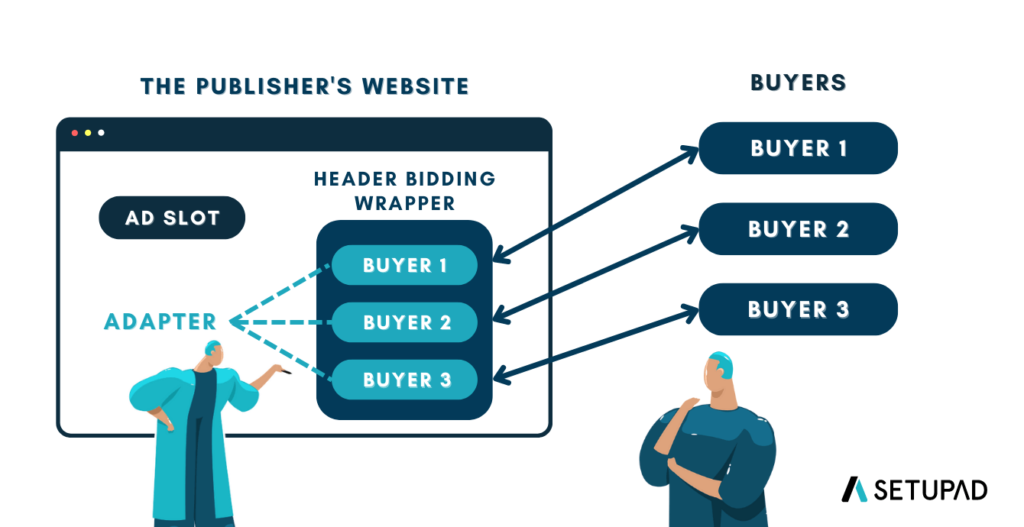 THE PUBLISHER'S WEBSITE
AD SLOT
ADAPTER
HEADER BIDDING
WRAPPER
BUYER 1
BUYER 2
BUYER 3
BUYERS
BUYER 1
BUYER 2
BUYER 3
SETUPAD